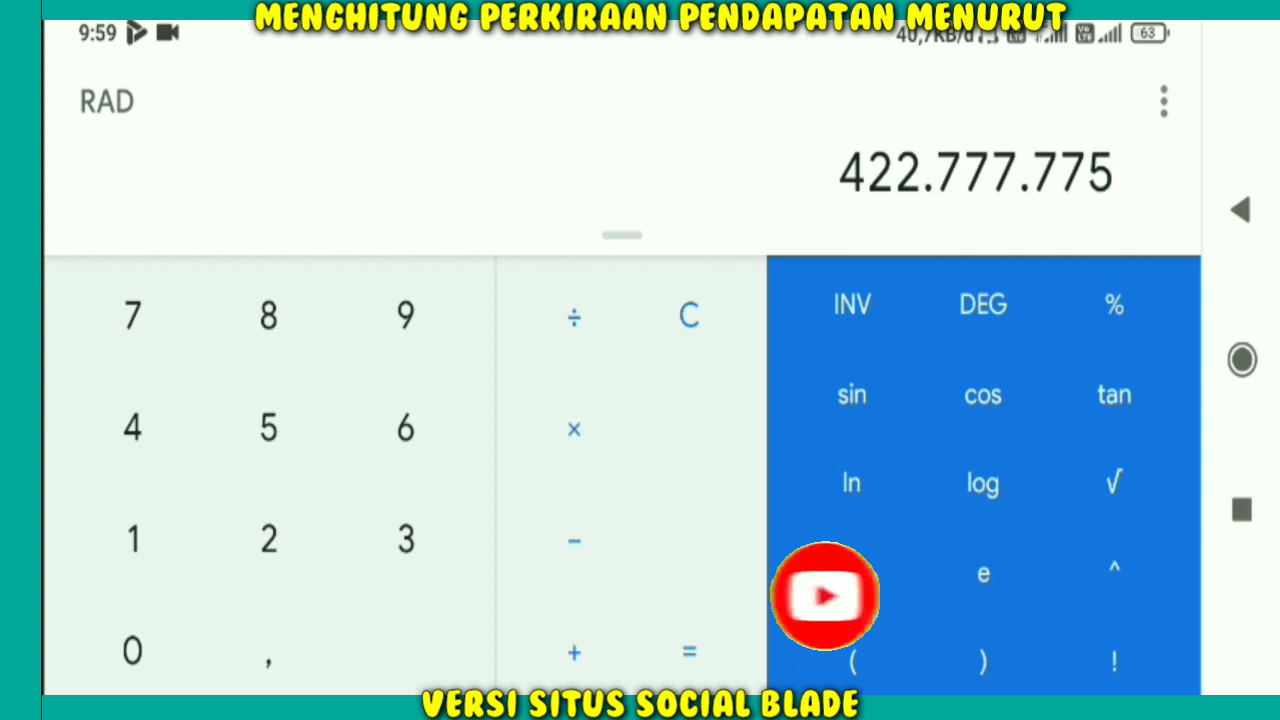 MENGHITUNG PERKIRAAN PENDAPATAN MENURUT
9:59 63
RAD
422.777.775
7 8 9 ÷ C INV DEG %
4 5 6 × sin cos tan
ln log √
1 2 3 −
e ^
0 , + = ( ) !
VERSI SITUS SOCIAL BLADE